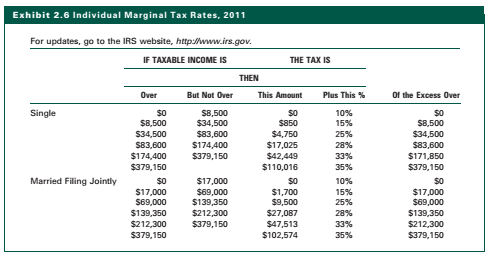 Exhibit 2.6 Individual Marginal Tax Rates, 2011
For updates, go to the IRS website, http://www.irs.gov.
IF TAXABLE INCOME IS THE TAX IS
THEN
Over But Not Over This Amount Plus This % Of the Excess Over
Single $0 $8,500 $0 10% $0
$8,500 $34,500 $850 15% $8,500
$34,500 $83,600 $4,750 25% $34,500
$83,600 $174,400 $17,025 28% $83,600
$174,400 $379,150 $42,449 33% $171,850
$379,150 $110,016 35% $379,150
Married Filing Jointly $0 $17,000 $0 10% $0
$17,000 $69,000 $1,700 15% $17,000
$69,000 $139,350 $9,500 25% $69,000
$139,350 $212,300 $27,087 28% $139,350
$212,300 $379,150 $47,513 33% $212,300
$379,150 $102,574 35% $379,150